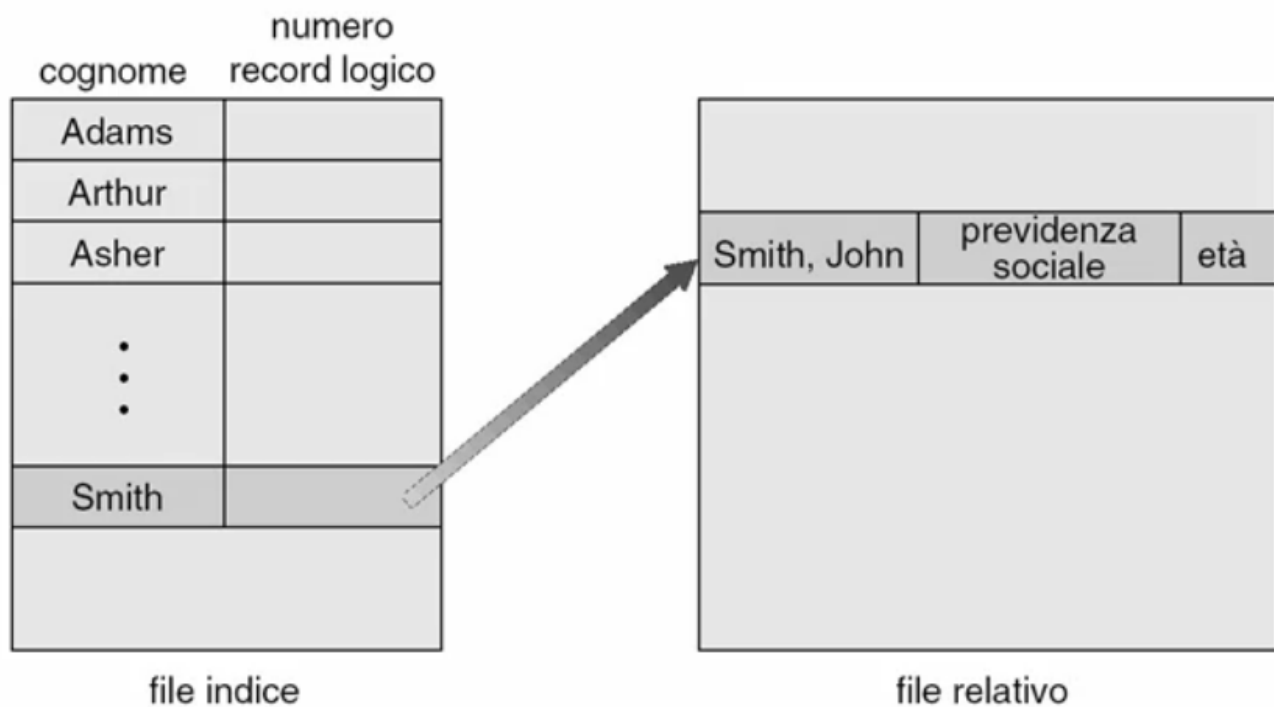 numero
cognome record logico
Adams
Arthur
Asher
Smith
file indice
Smith, John
previdenza
sociale
età
file relativo